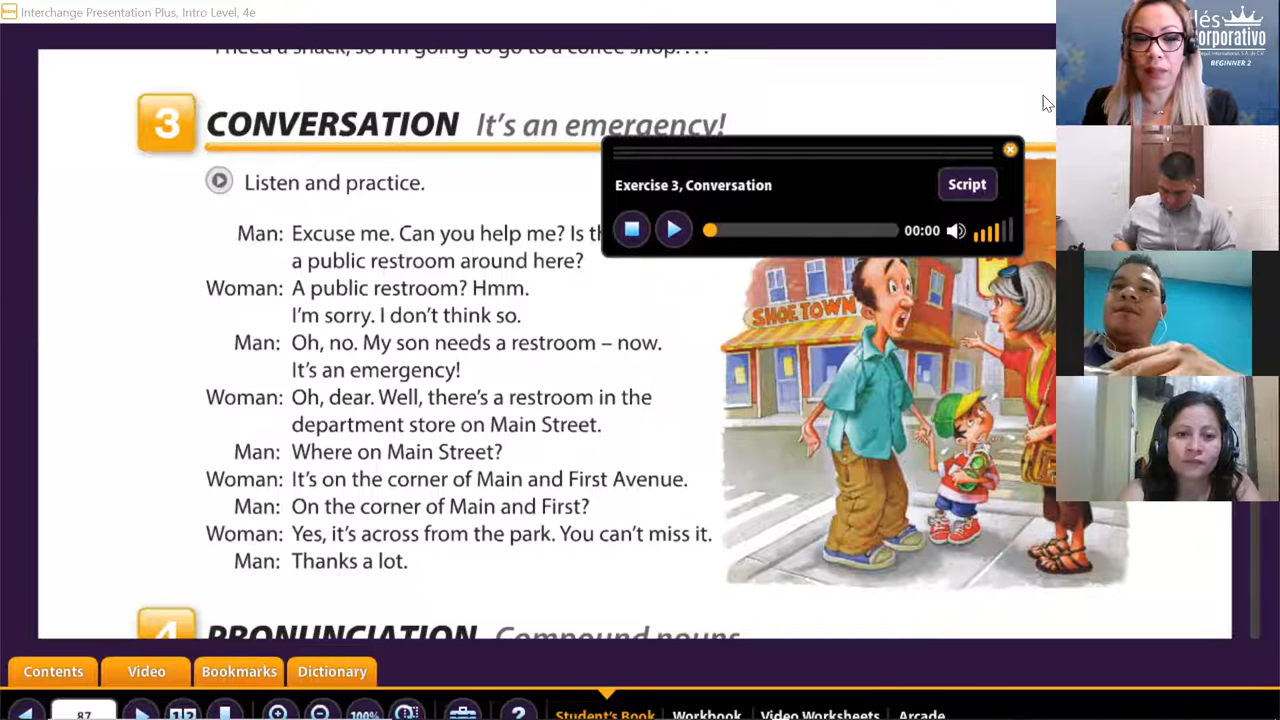 Interchange Presentation Plus, Intro Level, 4e
I need a snack, so I'm going to go to a coffee shop. . . .
lés
orporativo
BEGINNER 2
3 CONVERSATION It's an emergency!
Listen and practice.
Exercise 3, Conversation
Script
00:00
Man: Excuse me. Can you help me? Is th
a public restroom around here?
Woman: A public restroom? Hmm.
I'm sorry. I don't think so.
Man: Oh, no. My son needs a restroom – now.
It's an emergency!
Woman: Oh, dear. Well, there's a restroom in the
department store on Main Street.
Man: Where on Main Street?
Woman: It's on the corner of Main and First Avenue.
Man: On the corner of Main and First?
Woman: Yes, it's across from the park. You can't miss it.
Man: Thanks a lot.
SHOE TOWN
4 PRONUNCIATION Compound nouns
Contents Video Bookmarks Dictionary
87
100%
Student's Book Workbook Video Worksheets Arcade